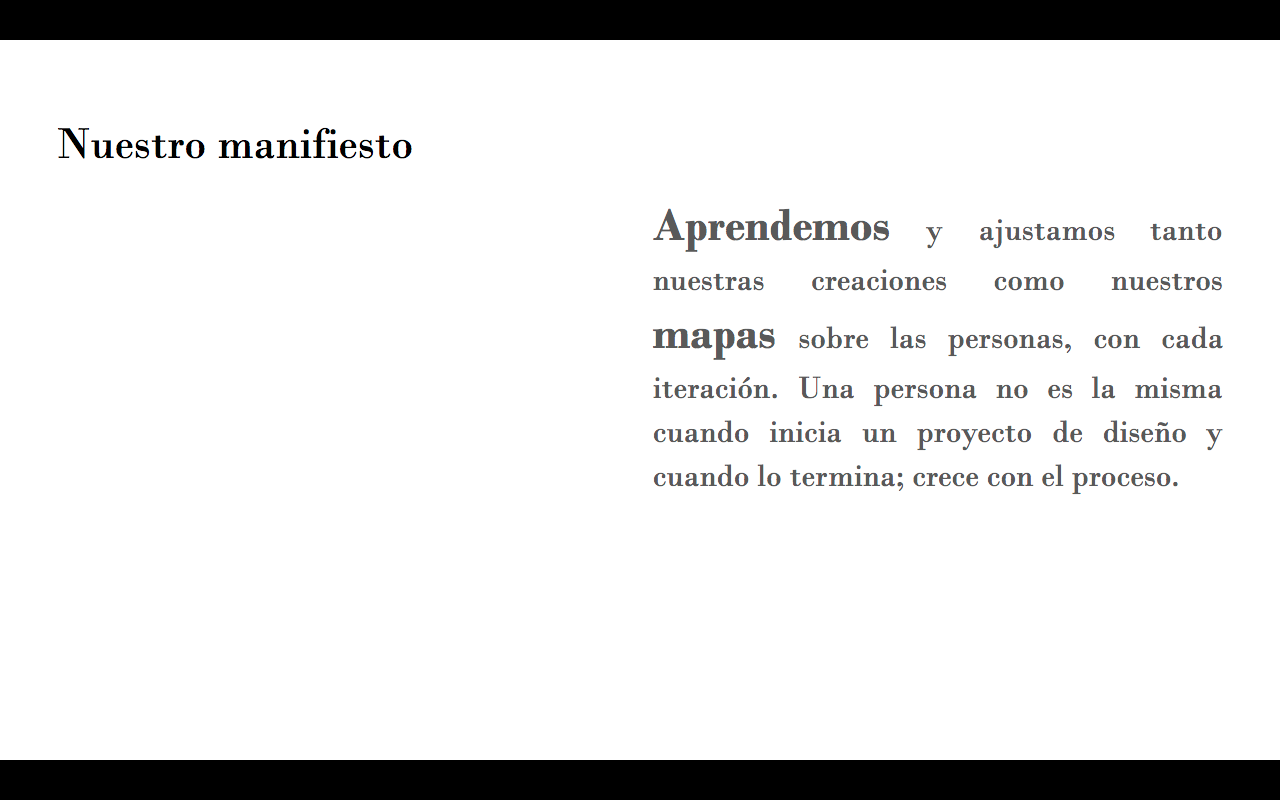 Nuestro manifiesto
Aprendemos y ajustamos tanto
nuestras creaciones como nuestros
mapas sobre las personas, con cada
iteración. Una persona no es la misma
cuando inicia un proyecto de diseño y
cuando lo termina; crece con el proceso.